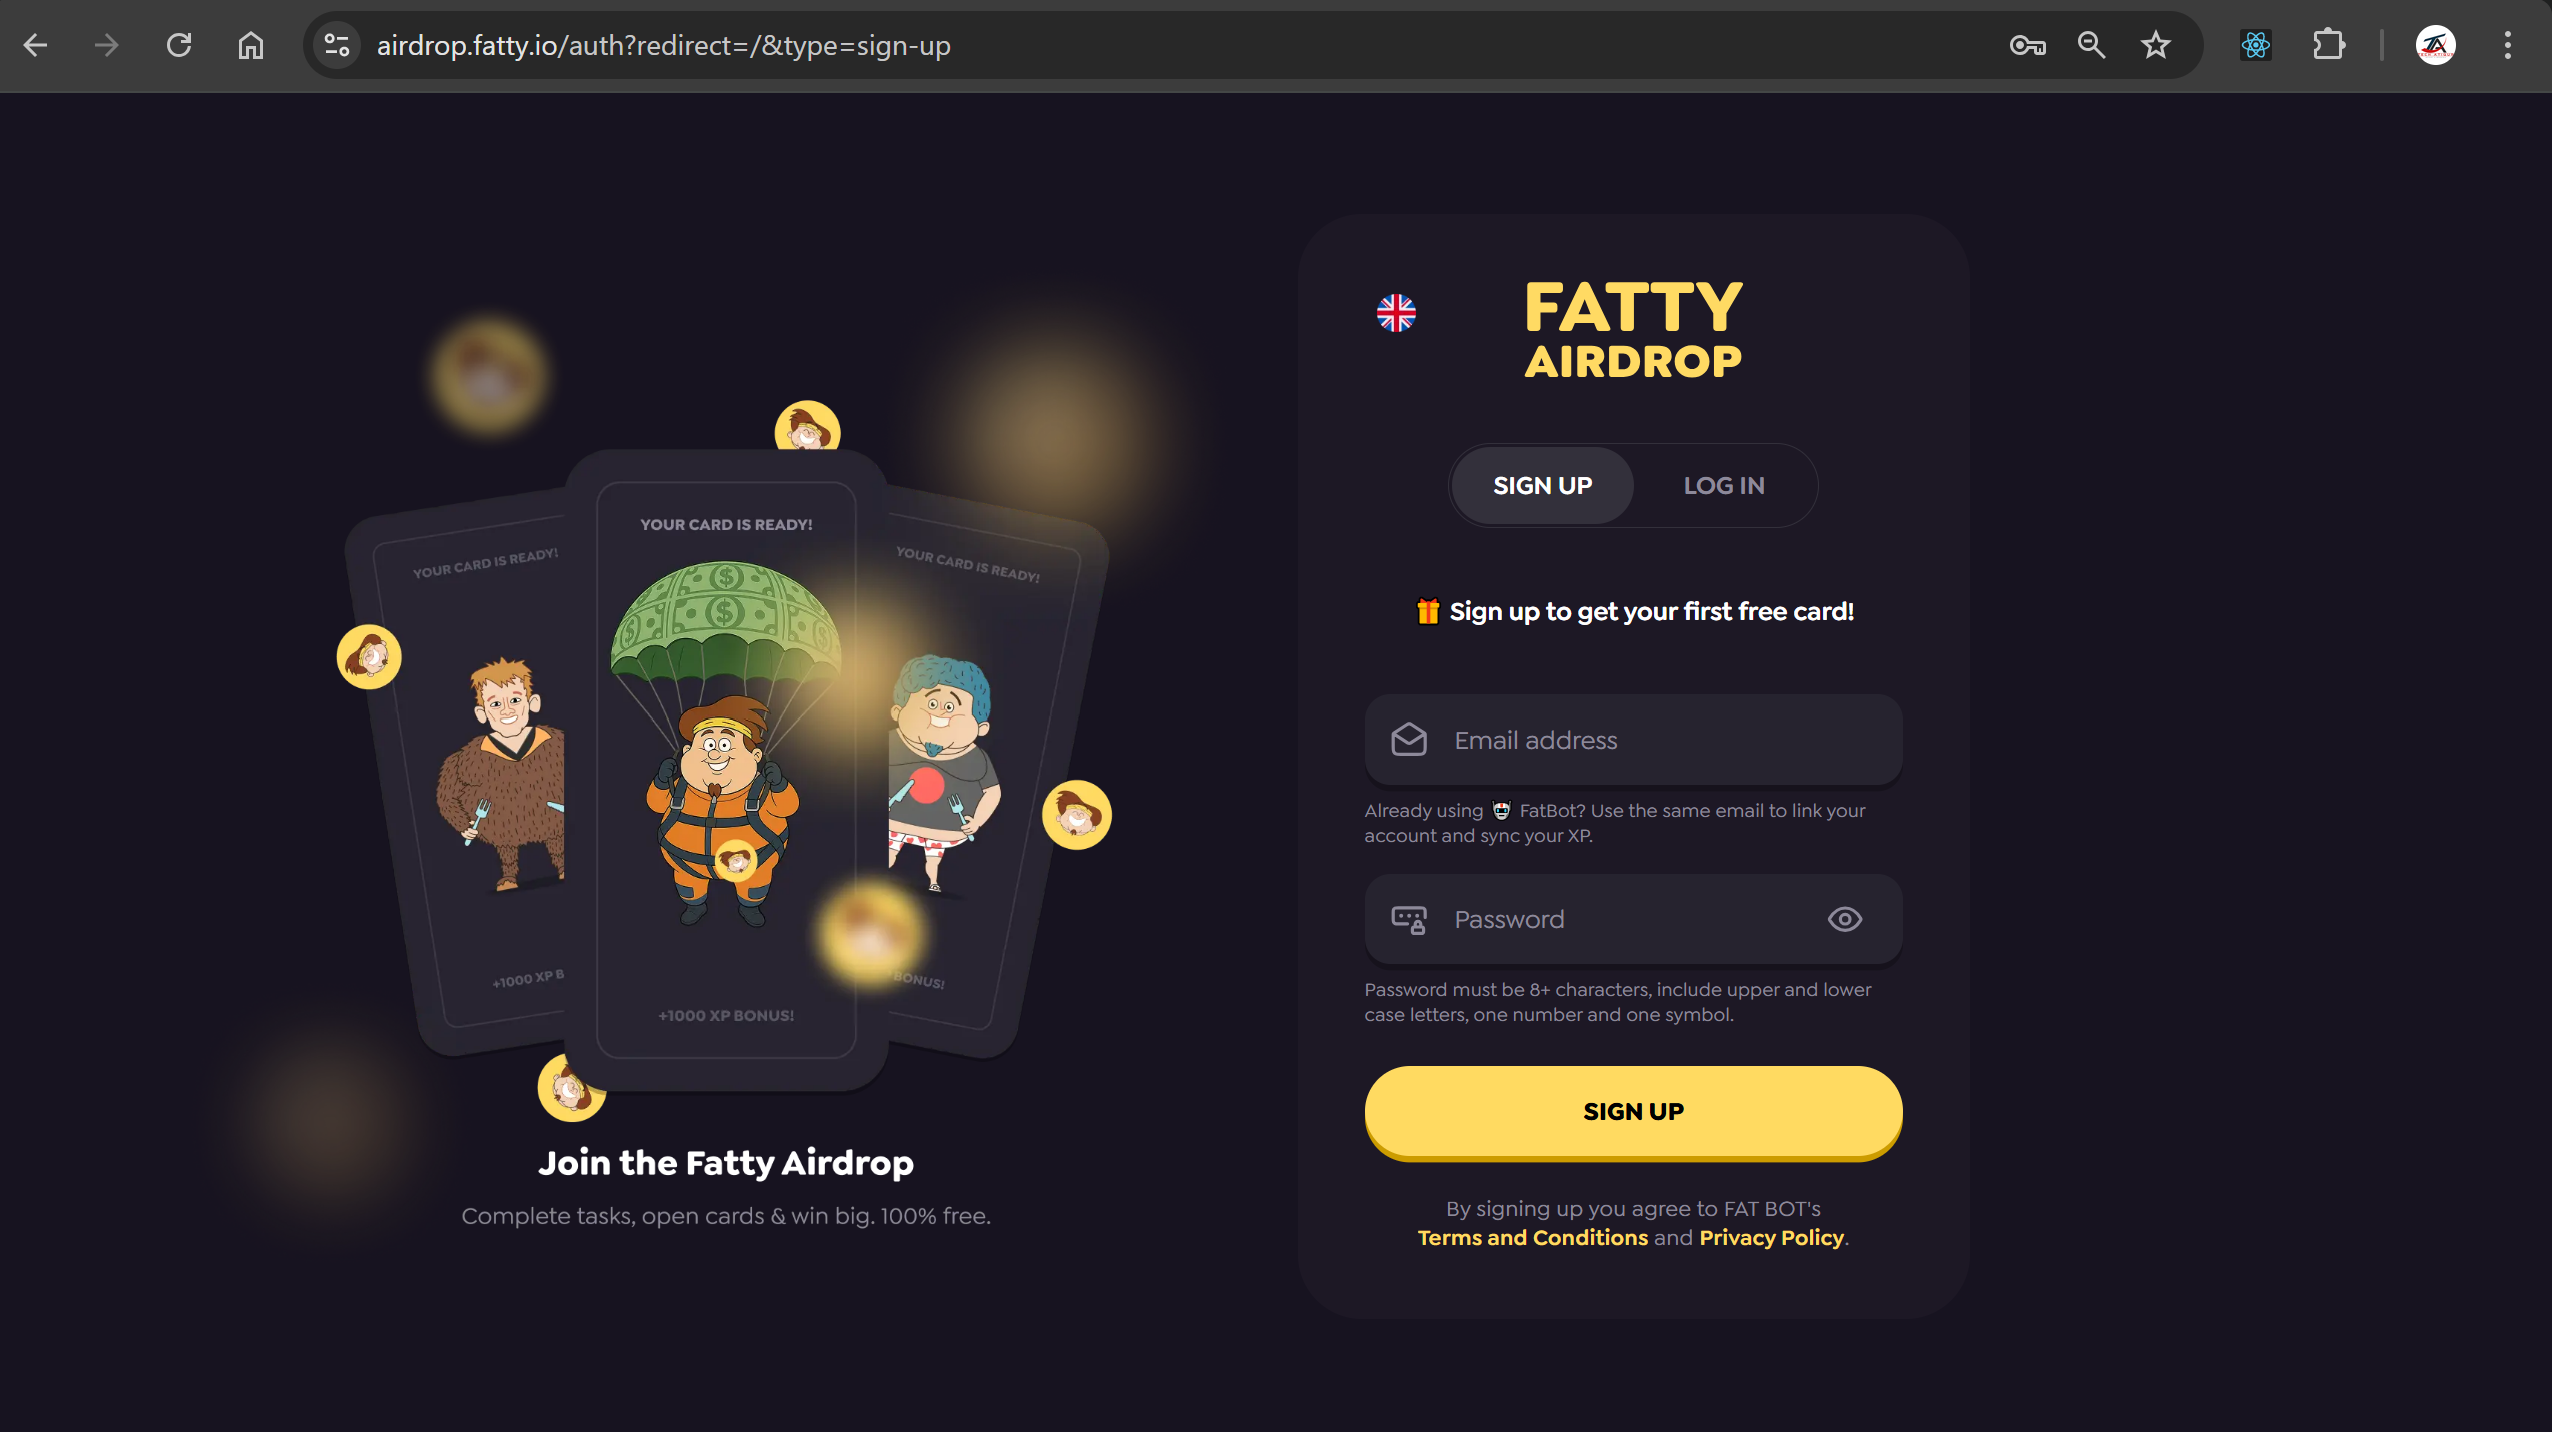 airdrop.fatty.io/auth?redirect=/&type=sign-up
YOUR CARD IS READY!
YOUR CARD IS READY!
YOUR CARD IS READY!
+1000 XP B
+1000 XP BONUS!
BONUS!
Join the Fatty Airdrop
Complete tasks, open cards & win big. 100% free.
FATTY
AIRDROP
SIGN UP
LOG IN
Sign up to get your first free card!
Email address
Already using FatBot? Use the same email to link your
account and sync your XP.
Password
Password must be 8+ characters, include upper and lower
case letters, one number and one symbol.
SIGN UP
By signing up you agree to FAT BOT's
Terms and Conditions and Privacy Policy.